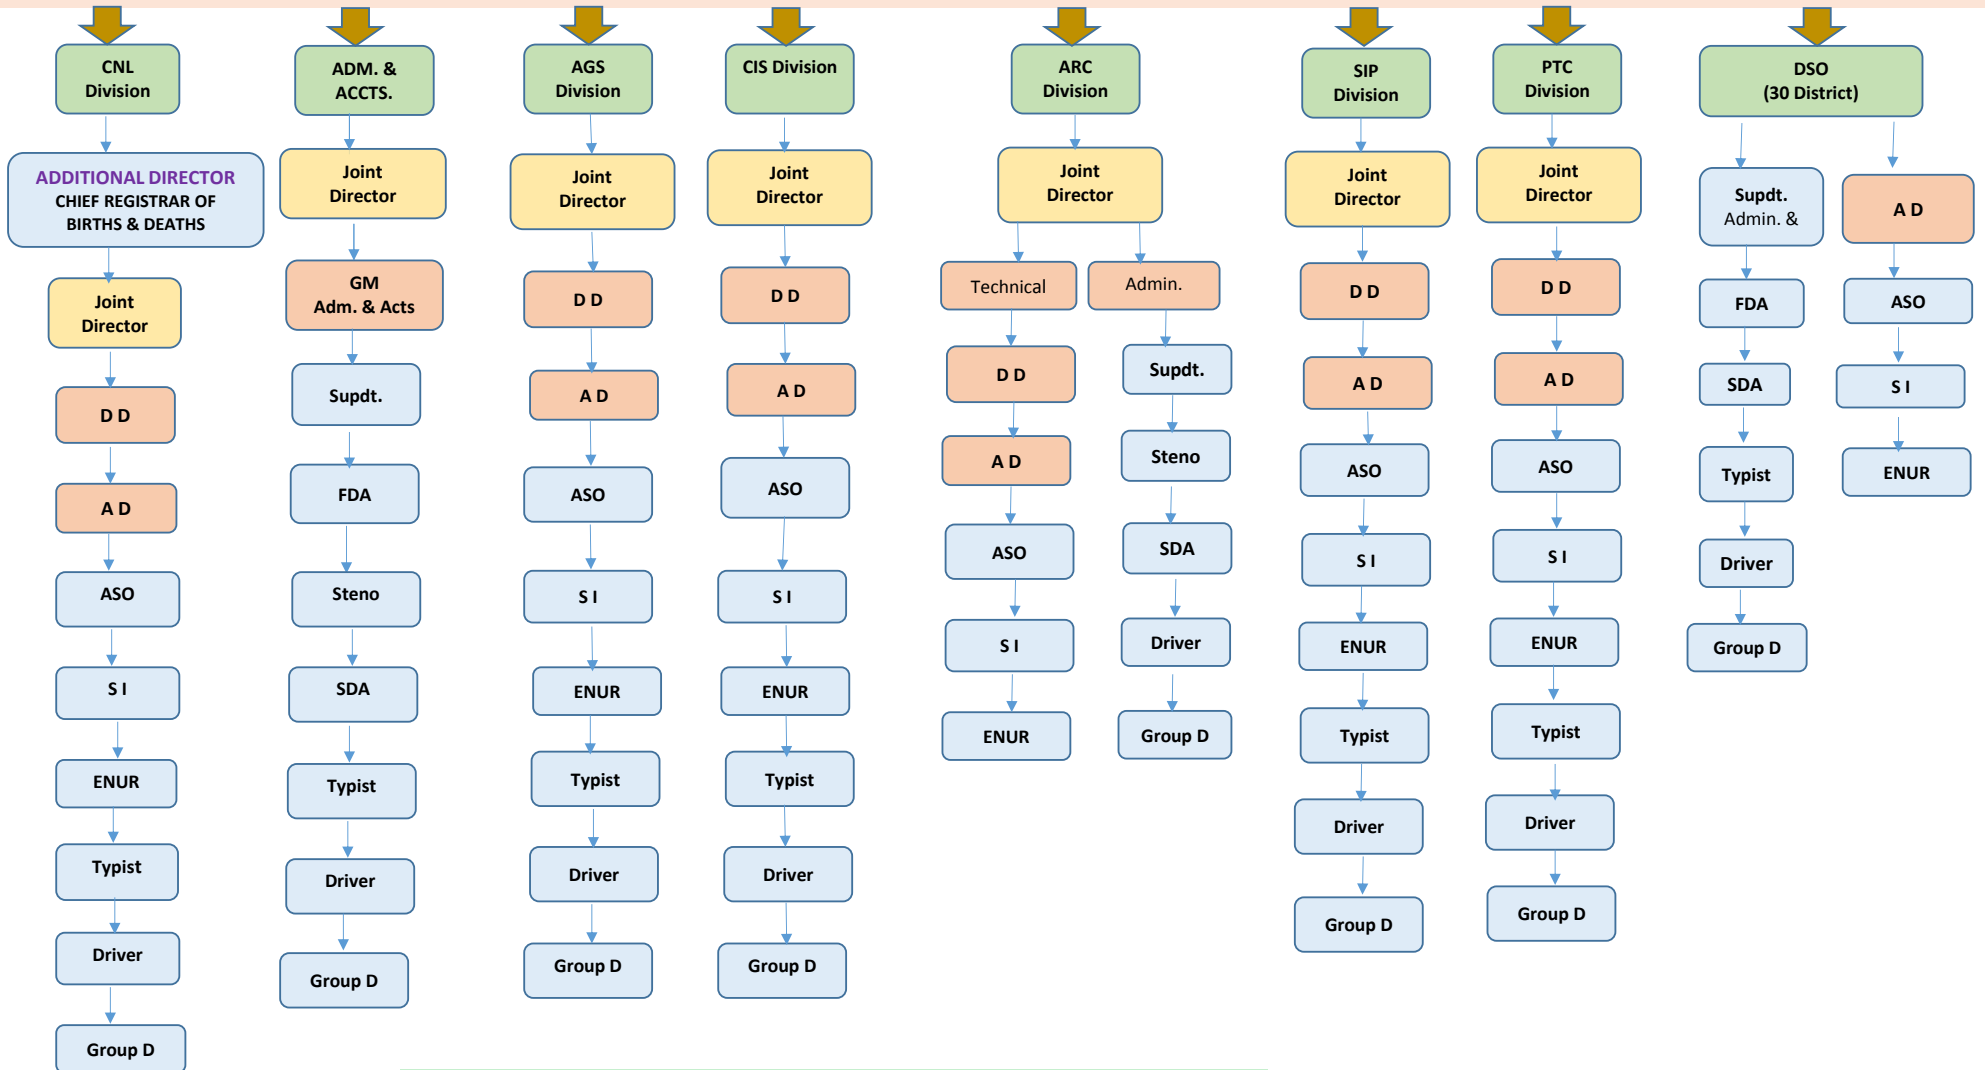 CNL
Division
ADDITIONAL DIRECTOR
CHIEF REGISTRAR OF
BIRTHS & DEATHS
Joint
Director
D D
A D
ASO
S I
ENUR
Typist
Driver
Group D
ADM. &
ACCTS.
Joint
Director
GM
Adm. & Acts
Supdt.
FDA
Steno
SDA
Typist
Driver
Group D
AGS
Division
Joint
Director
D D
A D
ASO
S I
ENUR
Typist
Driver
Group D
CIS Division
Joint
Director
D D
A D
ASO
S I
ENUR
Typist
Driver
Group D
ARC
Division
Joint
Director
Technical
D D
A D
ASO
S I
ENUR
Admin.
Supdt.
Steno
SDA
Driver
Group D
SIP
Division
Joint
Director
D D
A D
ASO
S I
ENUR
Typist
Driver
Group D
PTC
Division
Joint
Director
D D
A D
ASO
S I
ENUR
Typist
Driver
Group D
DSO
(30 District)
Supdt.
Admin. &
FDA
SDA
Typist
Driver
Group D
A D
ASO
S I
ENUR